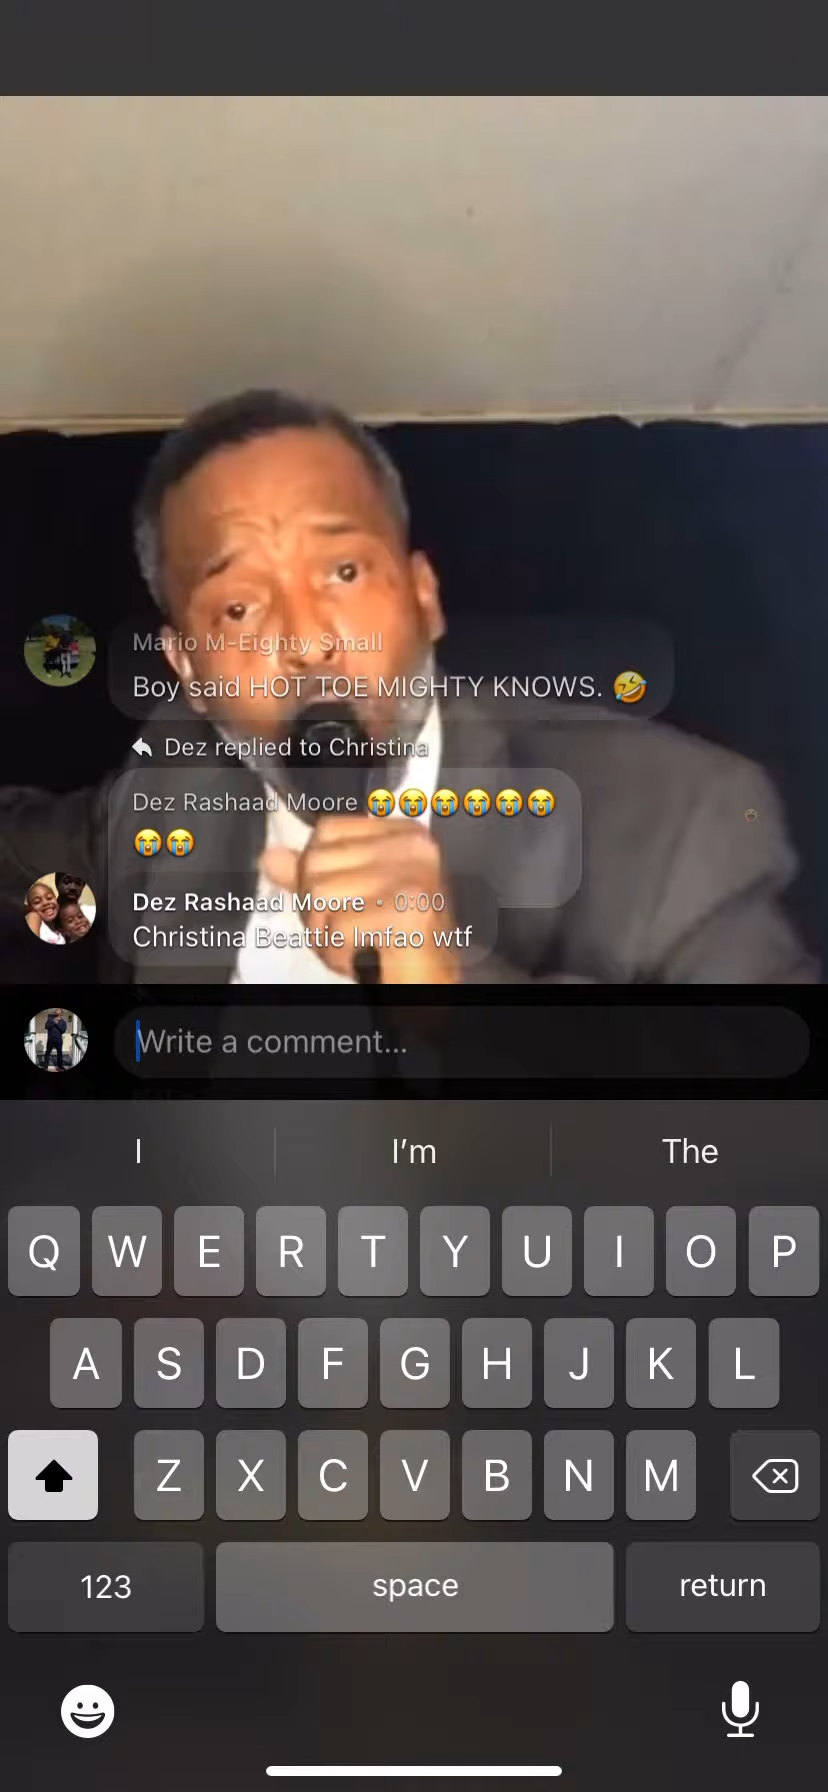 Mario M-Eighty Small
Boy said HOT TOE MIGHTY KNOWS. 🤣
Dez replied to Christina
Dez Rashaad Moore 😭😭😭😭😭😭
😭😭
Dez Rashaad Moore • 0:00
Christina Beattie lmfao wtf
Write a comment...
I I'm The
Q W E R T Y U I O P
A S D F G H J K L
Z X C V B N M
123 space return